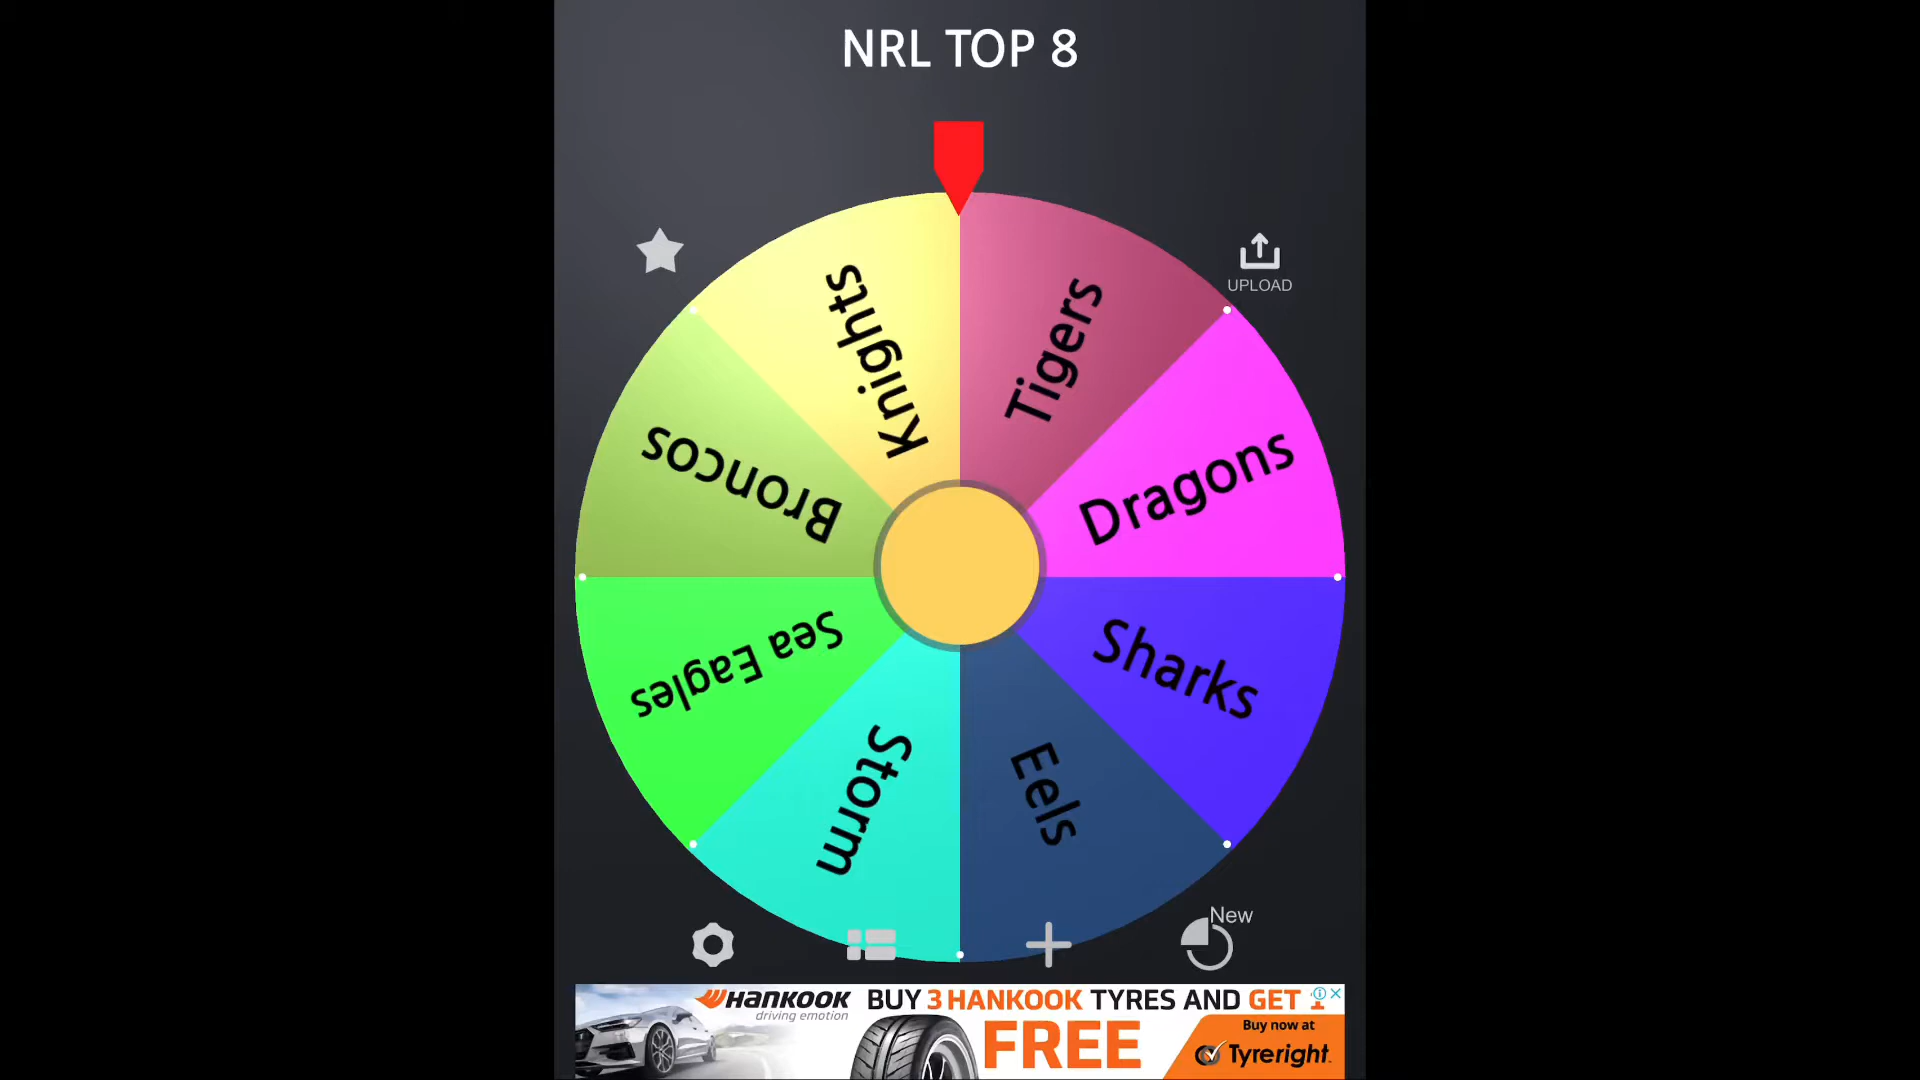 NRL TOP 8
UPLOAD
Knights
Tigers
Broncos
Dragons
Sea Eagles
Sharks
Storm
Eels
New
HANKOOK
driving emotion
BUY 3 HANKOOK TYRES AND GET 1
FREE
Buy now at
Tyreright.